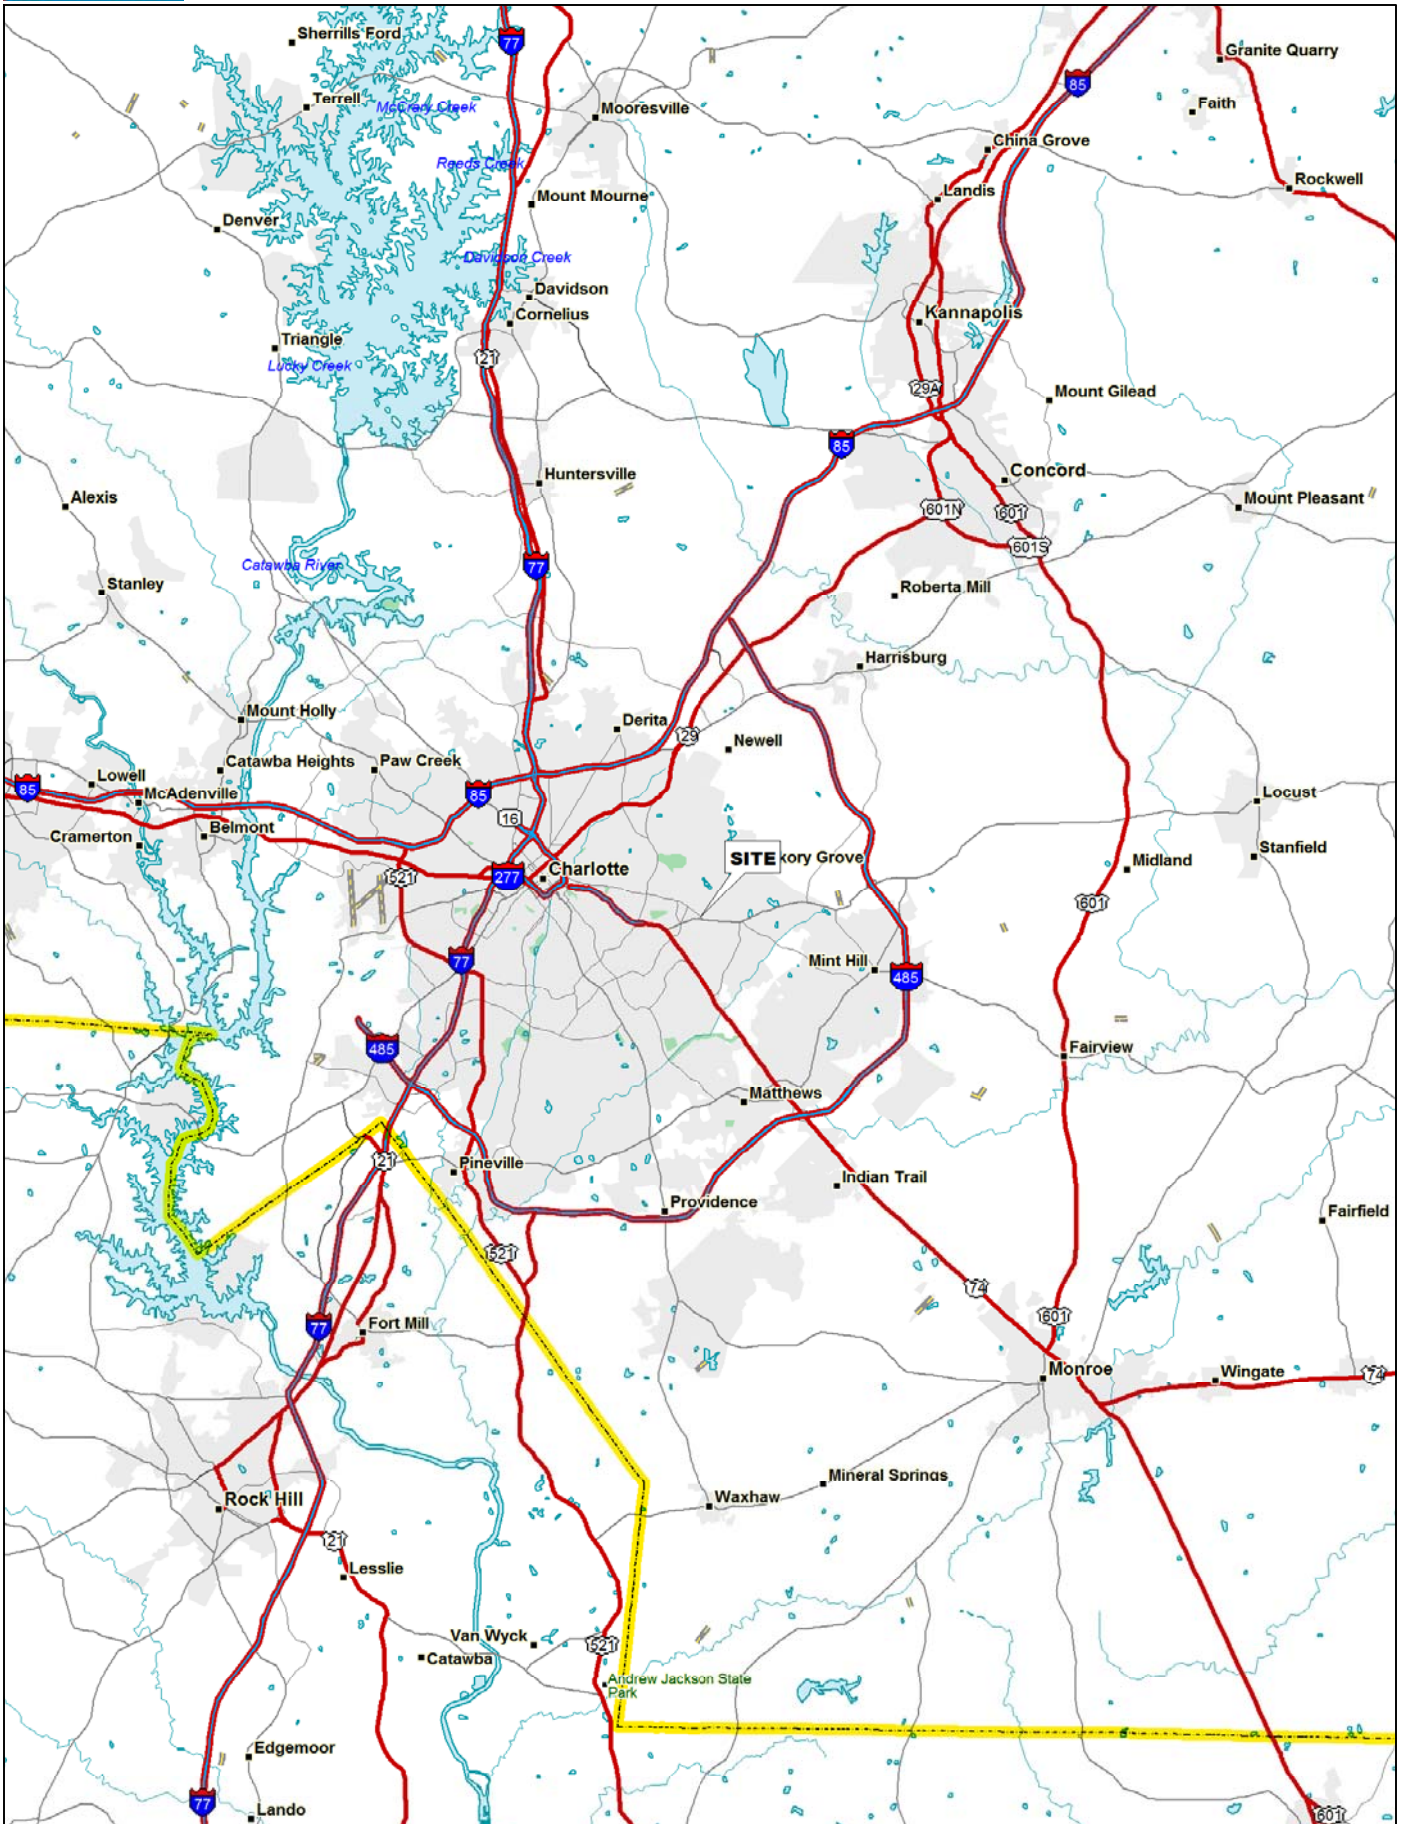 Sherrills Ford
77
Granite Quarry
85
Terrell
McCrary Creek
Mooresville
Faith
China Grove
Reeds Creek
Landis
Rockwell
Mount Mourne
Denver
Davidson Creek
Davidson
Cornelius
Kannapolis
Triangle
21
Lucky Creek
29A
Mount Gilead
85
Huntersville
Concord
Alexis
Mount Pleasant
601N
601
601S
77
Catawba River
Stanley
Roberta Mill
Harrisburg
Mount Holly
Derita
29
Newell
Catawba Heights
Paw Creek
Lowell
85
McAdenville
85
Locust
16
Belmont
Cramerton
Stanfield
SITE
kory Grove
Midland
Charlotte
277
521
601
77
Mint Hill
485
485
Fairview
Matthews
21
Pineville
Indian Trail
Providence
Fairfield
521
74
601
77
Fort Mill
Monroe
Wingate
74
Mineral Springs
Waxhaw
Rock Hill
21
Lesslie
Van Wyck
521
Catawba
Andrew Jackson State
Park
Edgemoor
77
Lando
601